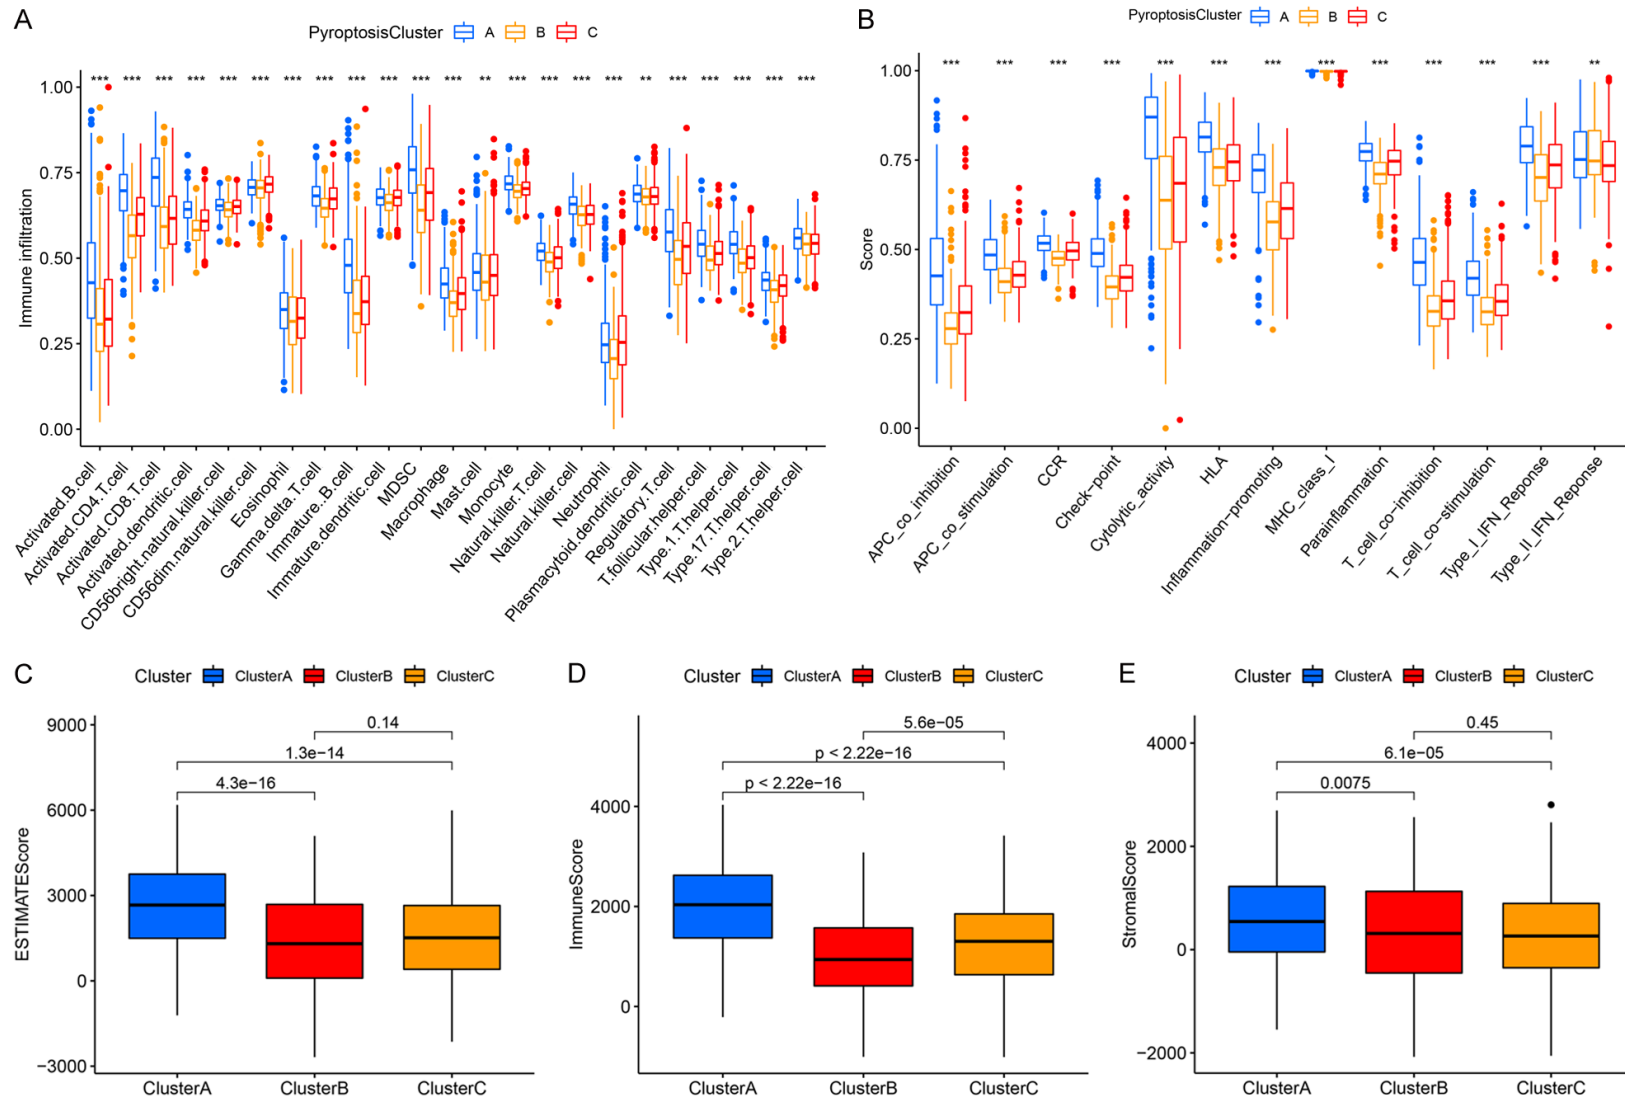 A
PyroptosisCluster A B C
Immune infiltration
1.00
0.75
0.50
0.25
0.00
*** *** *** *** *** *** *** *** *** *** *** *** ** *** *** *** *** ** *** *** *** *** ***
Activated.B.cell
Activated.CD4.T.cell
Activated.CD8.T.cell
Activated.dendritic.cell
CD56bright.natural.killer.cell
CD56dim.natural.killer.cell
Eosinophil
Gamma.delta.T.cell
Immature.B.cell
Immature.dendritic.cell
MDSC
Macrophage
Mast.cell
Monocyte
Natural.killer.T.cell
Natural.killer.cell
Neutrophil
Plasmacytoid.dendritic.cell
Regulatory.T.cell
T.follicular.helper.cell
Type.1.T.helper.cell
Type.17.T.helper.cell
Type.2.T.helper.cell
B
PyroptosisCluster A B C
Score
1.00
0.75
0.50
0.25
0.00
*** *** *** *** *** *** *** *** *** *** *** *** **
APC_co_inhibition
APC_co_stimulation
CCR
Check−point
Cytolytic_activity
HLA
Inflammation−promoting
MHC_class_I
Parainflammation
T_cell_co−inhibition
T_cell_co−stimulation
Type_I_IFN_Reponse
Type_II_IFN_Reponse
C
Cluster ClusterA ClusterB ClusterC
ESTIMATEScore
9000
6000
3000
0
−3000
0.14
1.3e−14
4.3e−16
ClusterA ClusterB ClusterC
D
Cluster ClusterA ClusterB ClusterC
ImmuneScore
4000
2000
0
5.6e−05
p < 2.22e−16
p < 2.22e−16
ClusterA ClusterB ClusterC
E
Cluster ClusterA ClusterB ClusterC
StromalScore
4000
2000
0
−2000
0.45
6.1e−05
0.0075
ClusterA ClusterB ClusterC